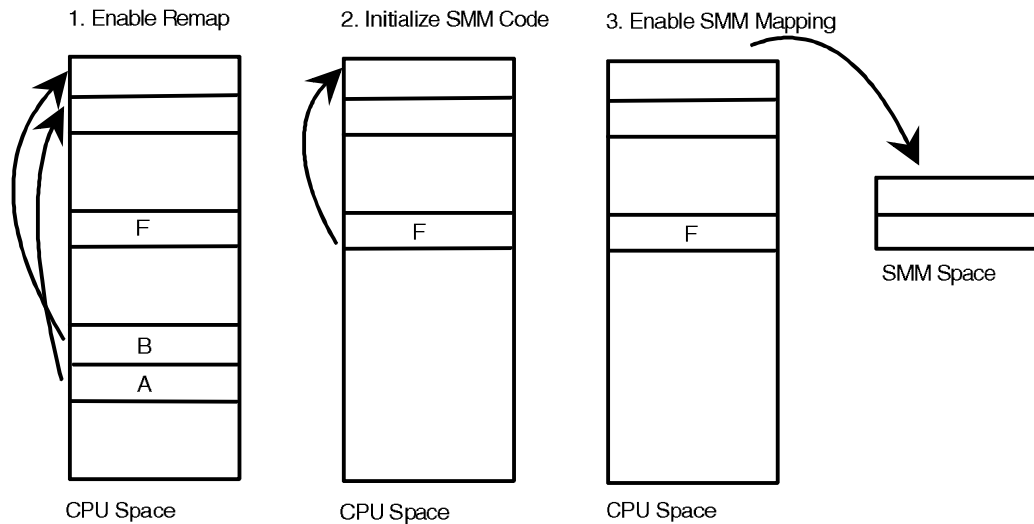 1. Enable Remap
2. Initialize SMM Code
3. Enable SMM Mapping
F
F
F
B
A
SMM Space
CPU Space
CPU Space
CPU Space